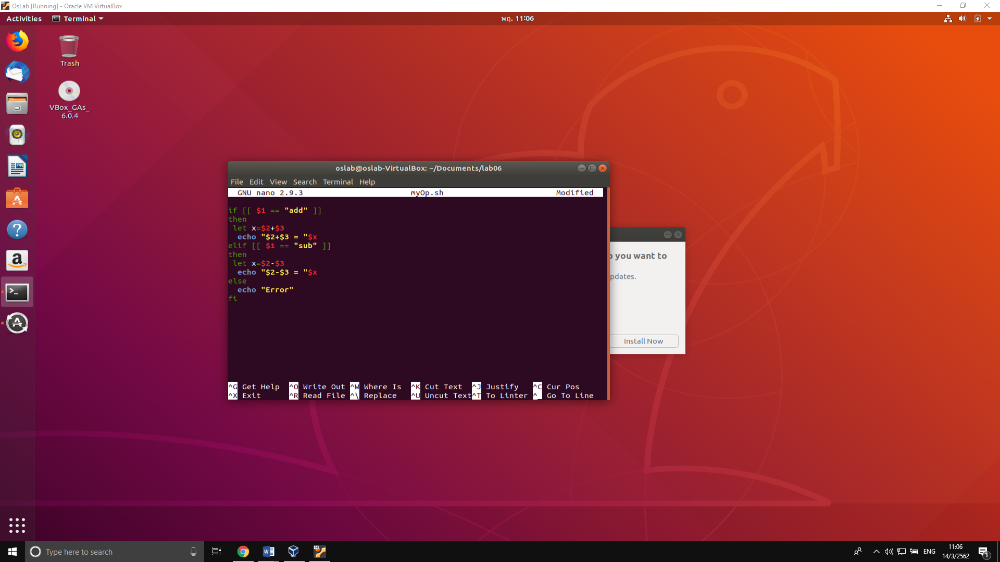 OsLab [Running] - Oracle VM VirtualBox
Activities
Terminal
พฤ. 11:06
Trash
VBox_GAs_
6.0.4
oslab@oslab-VirtualBox: ~/Documents/lab06
File Edit View Search Terminal Help
GNU nano 2.9.3 myOp.sh Modified
if [[ $1 == "add" ]]
then
let x=$2+$3
echo "$2+$3 = "$x
elif [[ $1 == "sub" ]]
then
let x=$2-$3
echo "$2-$3 = "$x
else
echo "Error"
fi
^G Get Help ^O Write Out ^W Where Is ^K Cut Text ^J Justify ^C Cur Pos
^X Exit ^R Read File ^\ Replace ^U Uncut Text ^T To Linter ^_ Go To Line
you want to
pdates.
Install Now
Type here to search
ENG
11:06
14/3/2562
1